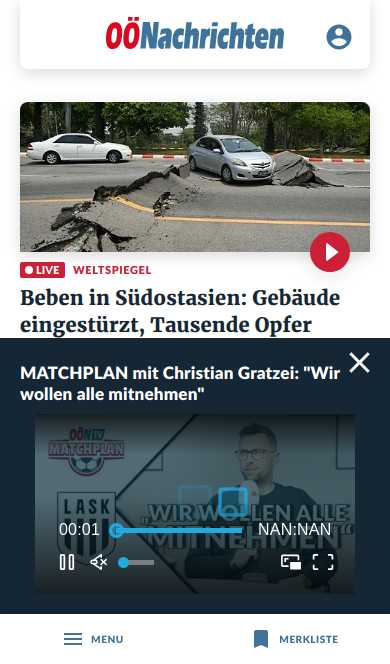 OÖNachrichten
LIVE WELTSPIEGEL
Beben in Südostasien: Gebäude
eingestürzt, Tausende Opfer
MATCHPLAN mit Christian Gratzei: "Wir
wollen alle mitnehmen"
OÖN TV
MATCHPLAN
LASK
„WIR WOLLEN ALLE
MITNEHMEN"
00:01 NAN:NAN
MENU MERKLISTE